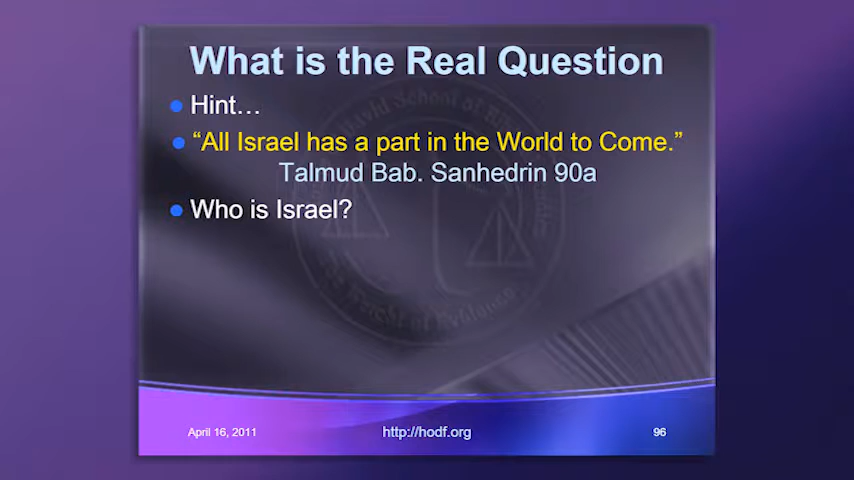 What is the Real Question
Hint…
“All Israel has a part in the World to Come.”
Talmud Bab. Sanhedrin 90a
Who is Israel?
April 16, 2011
http://hodf.org
96